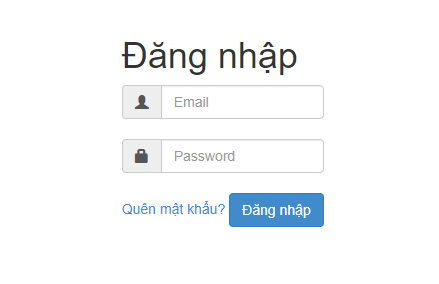 Đăng nhập
Email
Password
Quên mật khẩu? Đăng nhập